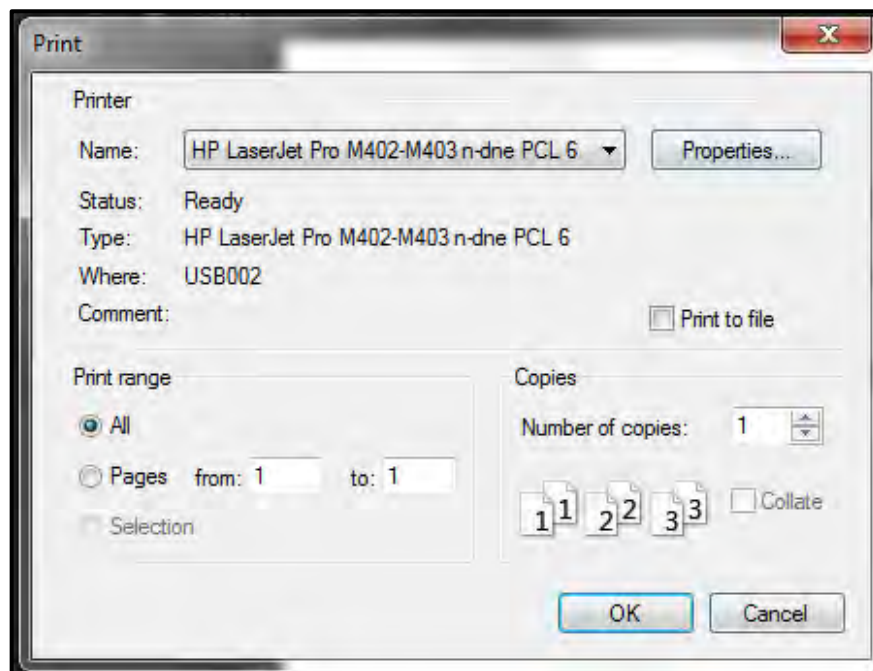 Print
Printer
Name: HP LaserJet Pro M402-M403 n-dne PCL 6 Properties...
Status: Ready
Type: HP LaserJet Pro M402-M403 n-dne PCL 6
Where: USB002
Comment:
Print to file
Print range
All
Pages from: 1 to: 1
Selection
Copies
Number of copies: 1
1 1 2 2 3 3 Collate
OK Cancel